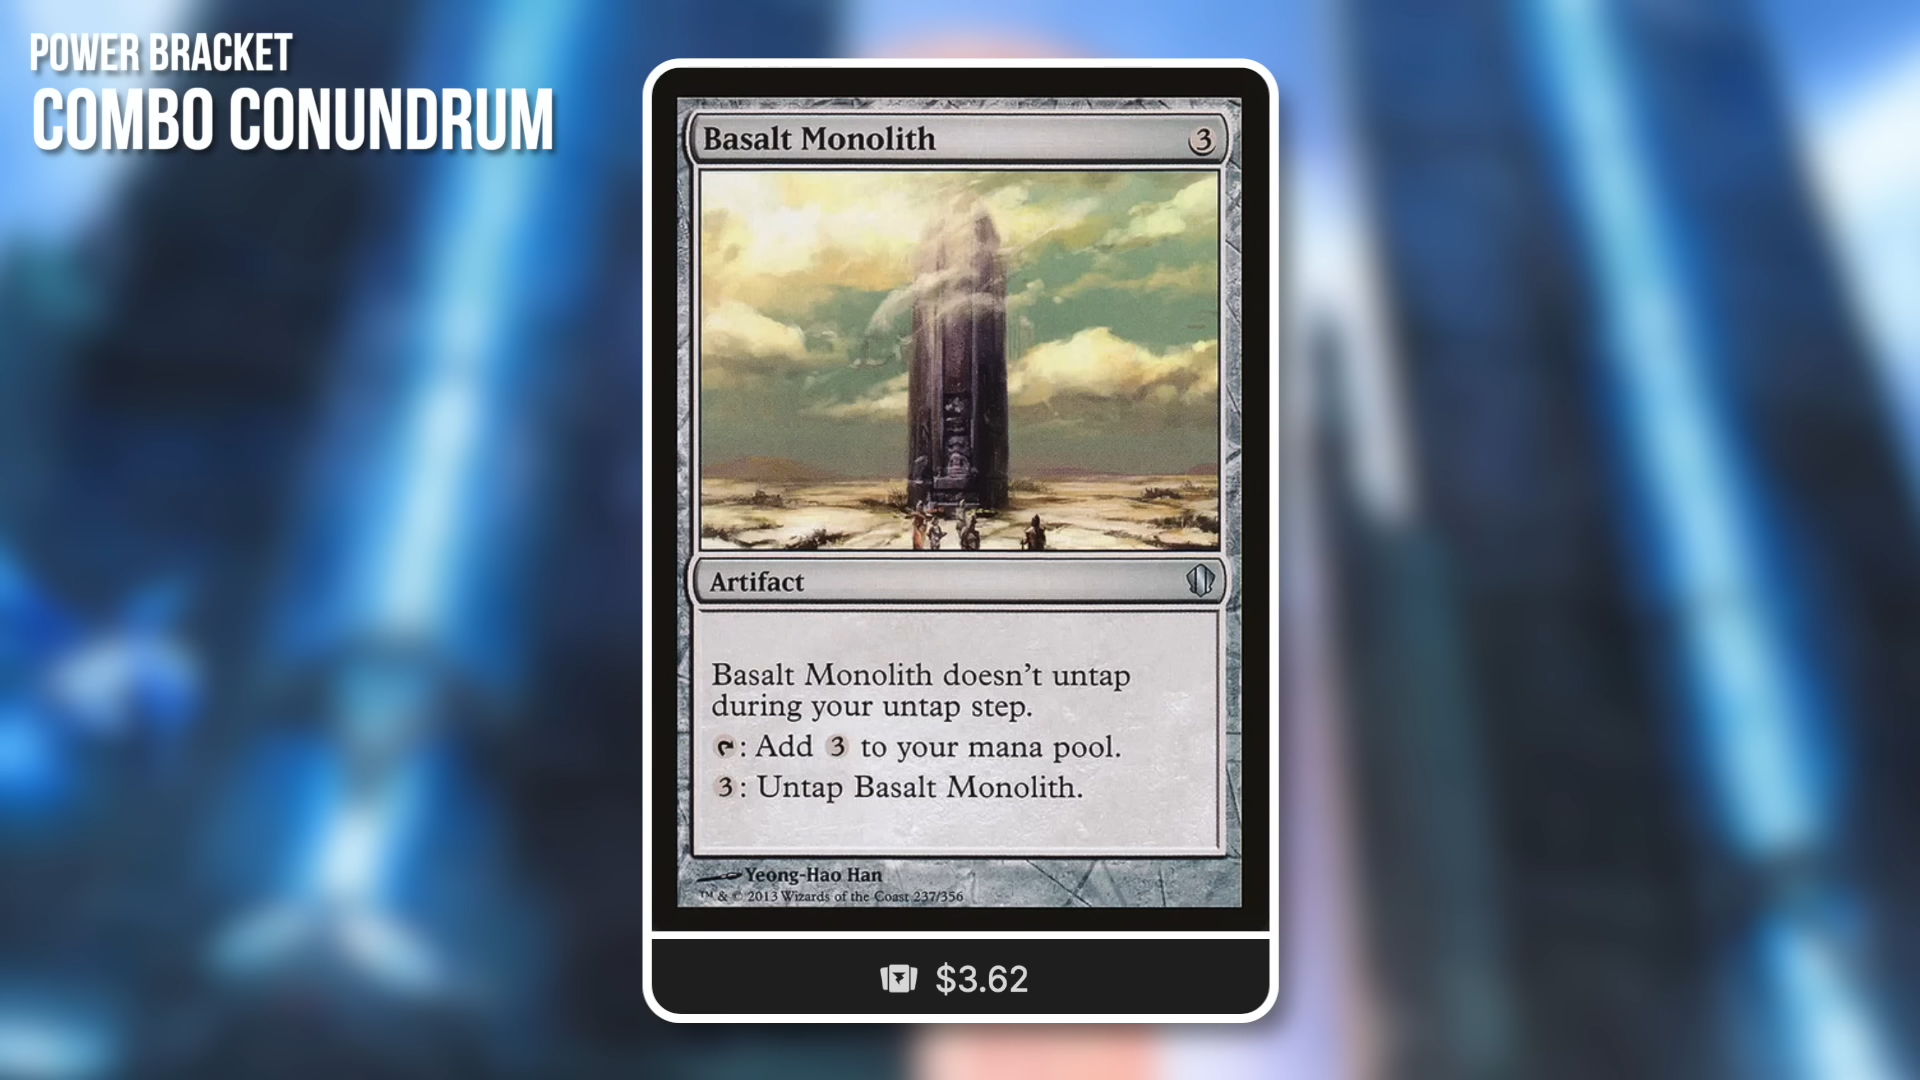 POWER BRACKET
COMBO CONUNDRUM
Basalt Monolith 3
Artifact
Basalt Monolith doesn't untap
during your untap step.
: Add 3 to your mana pool.
3: Untap Basalt Monolith.
Yeong-Hao Han
™ & © 2013 Wizards of the Coast 237/356
$3.62